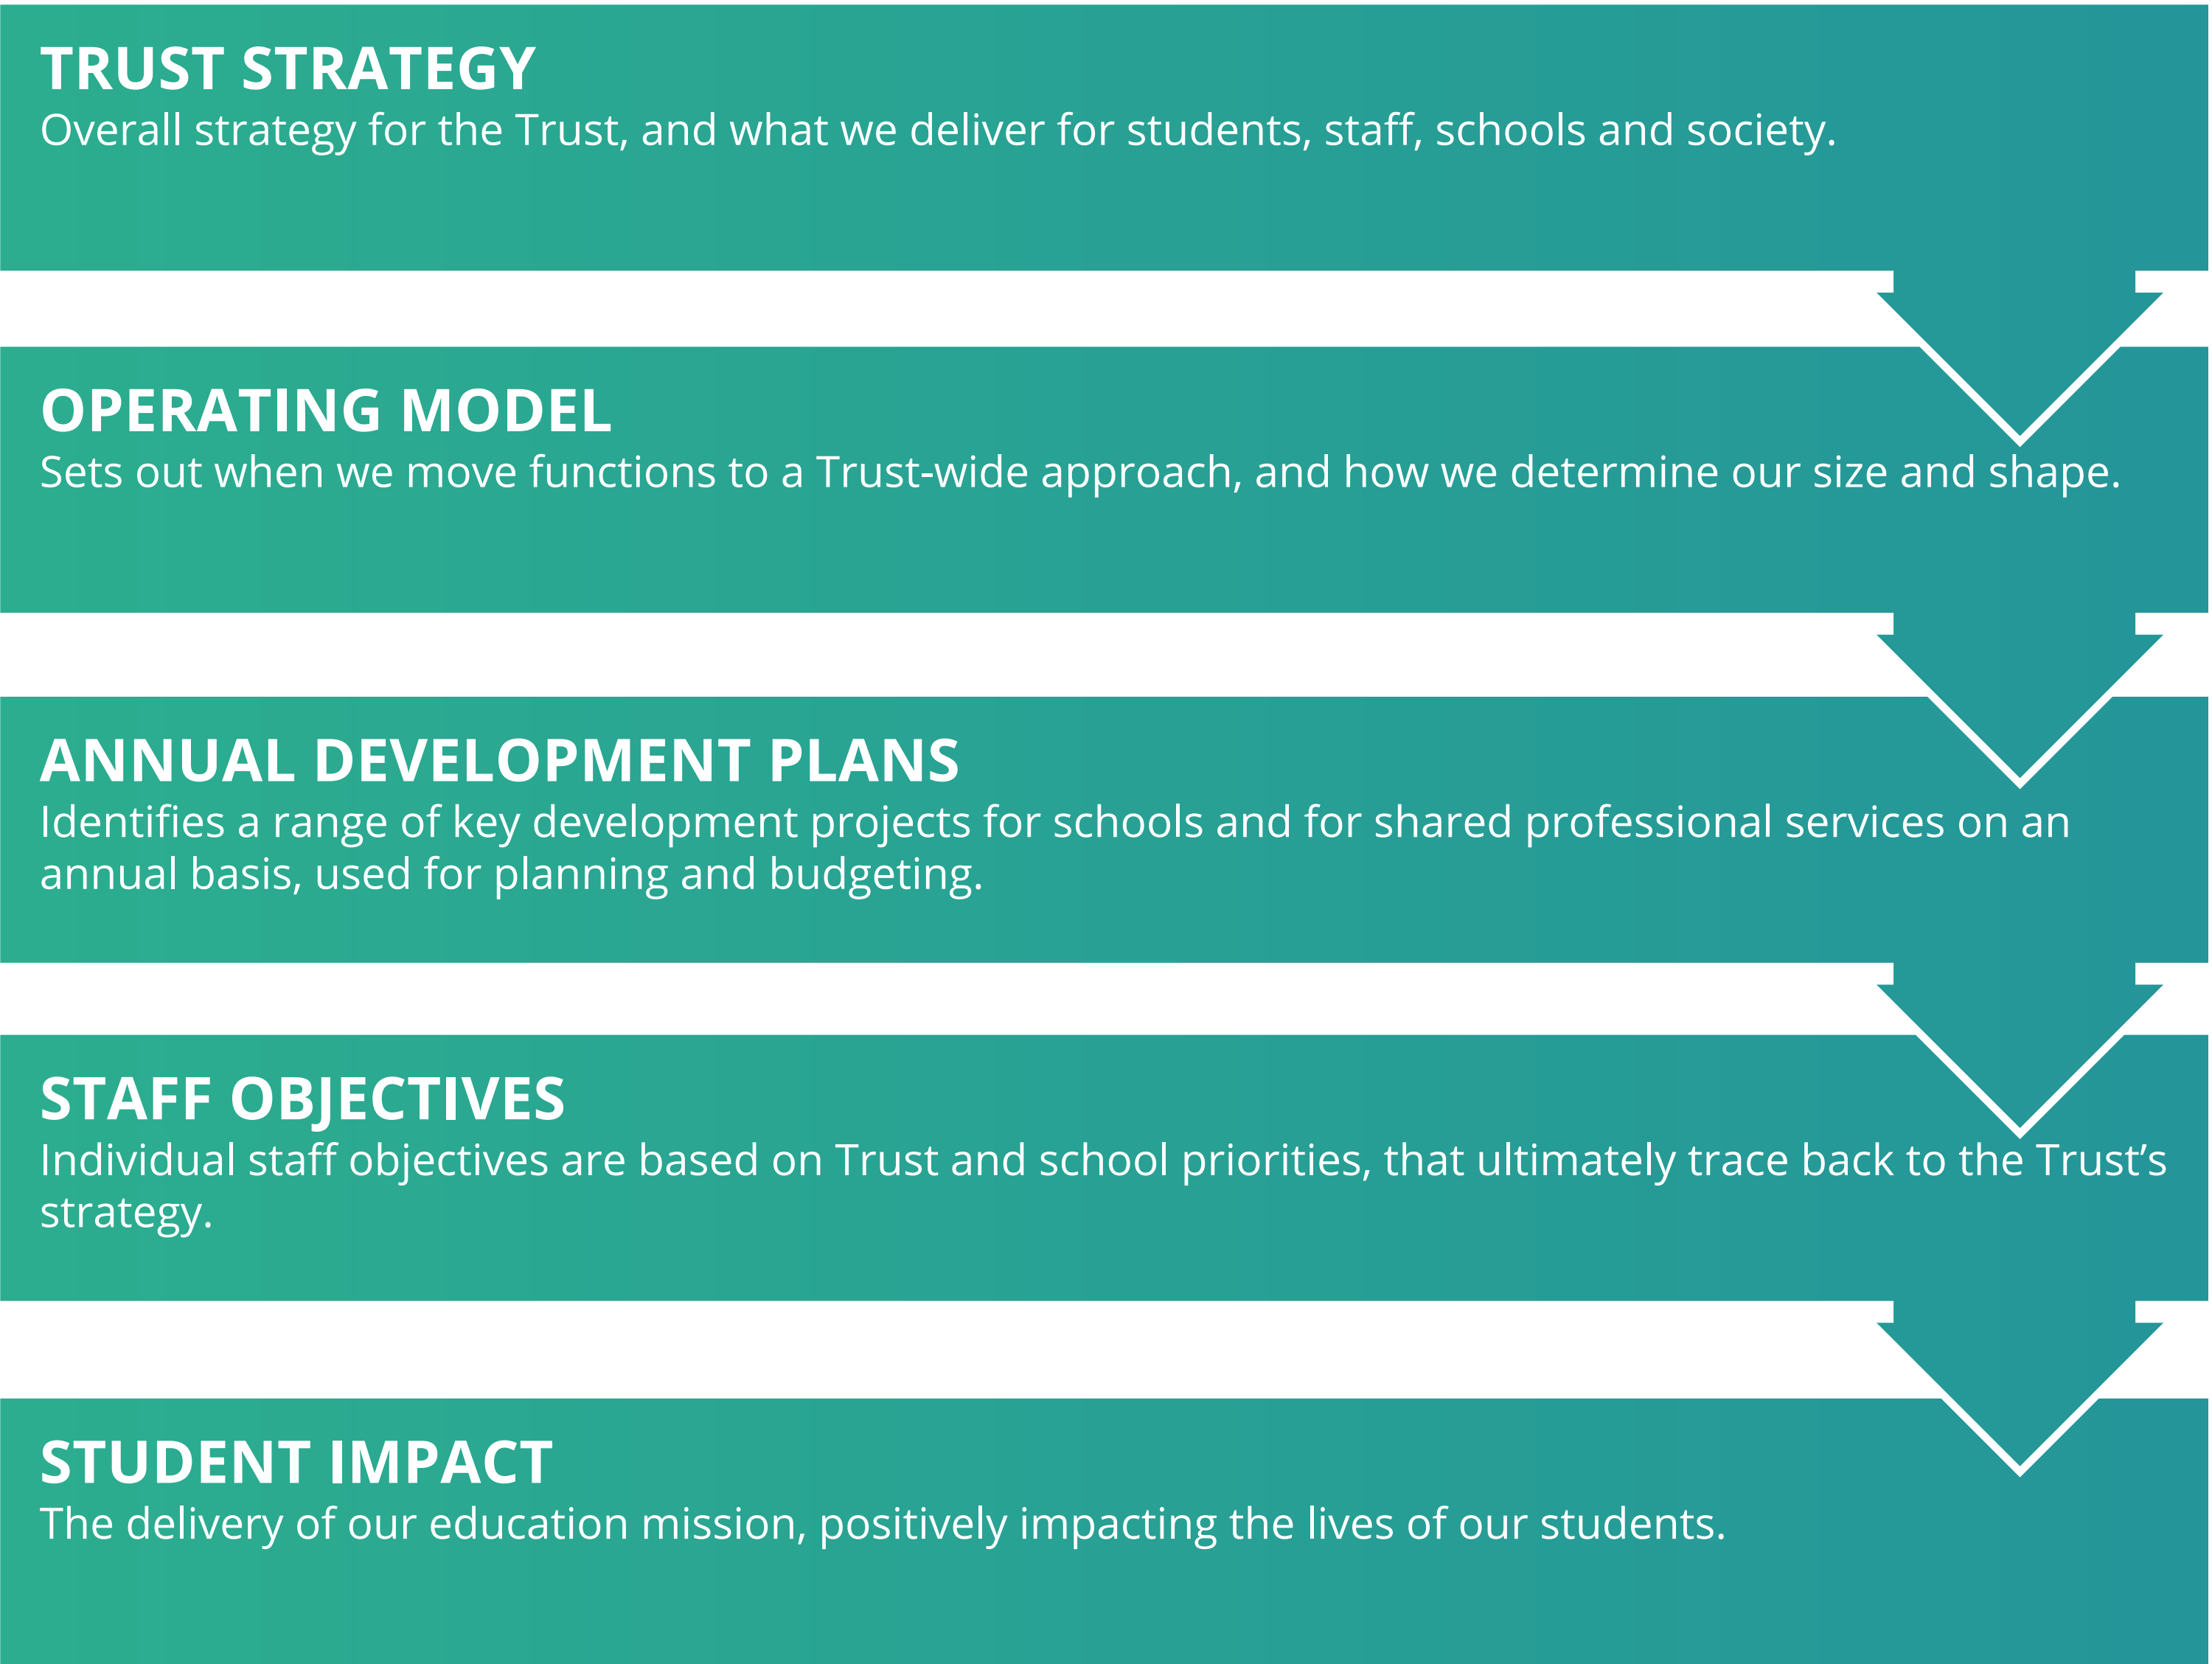 TRUST STRATEGY
Overall strategy for the Trust, and what we deliver for students, staff, schools and society.
OPERATING MODEL
Sets out when we move functions to a Trust-wide approach, and how we determine our size and shape.
ANNUAL DEVELOPMENT PLANS
Identifies a range of key development projects for schools and for shared professional services on an
annual basis, used for planning and budgeting.
STAFF OBJECTIVES
Individual staff objectives are based on Trust and school priorities, that ultimately trace back to the Trust’s
strategy.
STUDENT IMPACT
The delivery of our education mission, positively impacting the lives of our students.